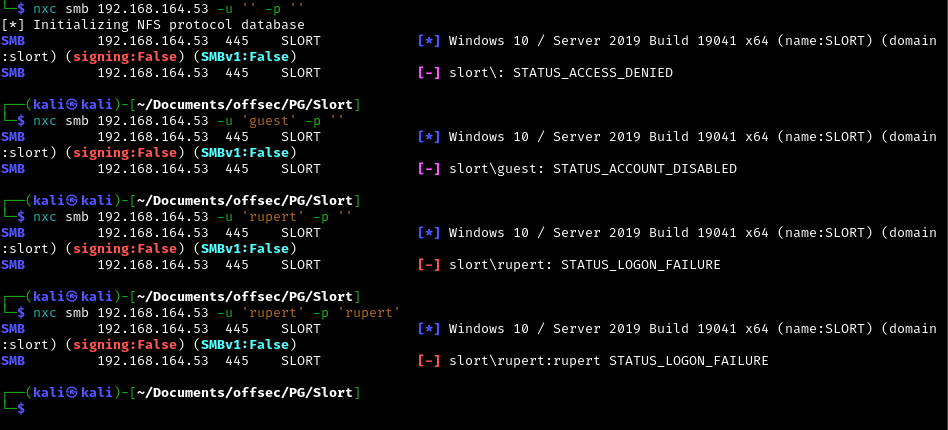 └─$ nxc smb 192.168.164.53 -u '' -p ''
[*] Initializing NFS protocol database
SMB         192.168.164.53  445    SLORT            [*] Windows 10 / Server 2019 Build 19041 x64 (name:SLORT) (domain
:slort) (signing:False) (SMBv1:False)
SMB         192.168.164.53  445    SLORT            [-] slort\: STATUS_ACCESS_DENIED
┌──(kali㉿kali)-[~/Documents/offsec/PG/Slort]
└─$ nxc smb 192.168.164.53 -u 'guest' -p ''
SMB         192.168.164.53  445    SLORT            [*] Windows 10 / Server 2019 Build 19041 x64 (name:SLORT) (domain
:slort) (signing:False) (SMBv1:False)
SMB         192.168.164.53  445    SLORT            [-] slort\guest: STATUS_ACCOUNT_DISABLED
┌──(kali㉿kali)-[~/Documents/offsec/PG/Slort]
└─$ nxc smb 192.168.164.53 -u 'rupert' -p ''
SMB         192.168.164.53  445    SLORT            [*] Windows 10 / Server 2019 Build 19041 x64 (name:SLORT) (domain
:slort) (signing:False) (SMBv1:False)
SMB         192.168.164.53  445    SLORT            [-] slort\rupert: STATUS_LOGON_FAILURE
┌──(kali㉿kali)-[~/Documents/offsec/PG/Slort]
└─$ nxc smb 192.168.164.53 -u 'rupert' -p 'rupert'
SMB         192.168.164.53  445    SLORT            [*] Windows 10 / Server 2019 Build 19041 x64 (name:SLORT) (domain
:slort) (signing:False) (SMBv1:False)
SMB         192.168.164.53  445    SLORT            [-] slort\rupert:rupert STATUS_LOGON_FAILURE
┌──(kali㉿kali)-[~/Documents/offsec/PG/Slort]
└─$